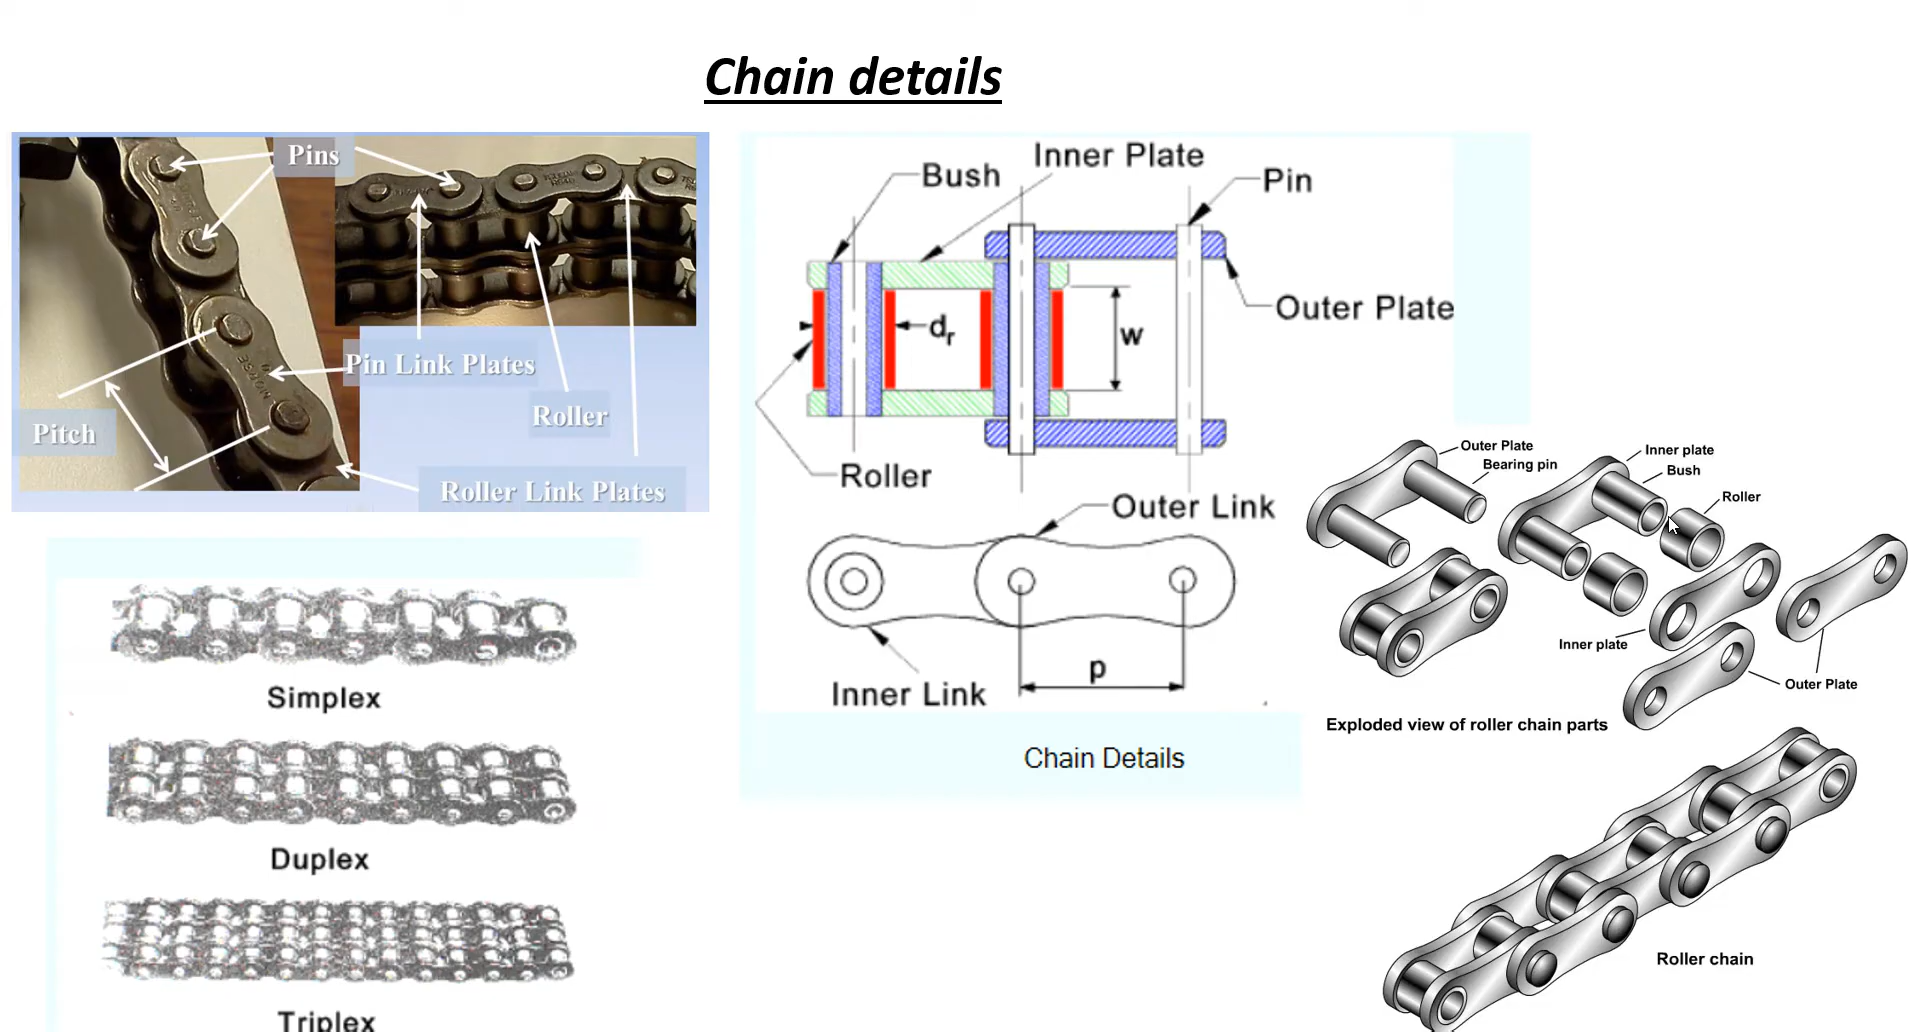 Chain details
Pins
Pin Link Plates
Roller
Pitch
Roller Link Plates
Simplex
Duplex
Triplex
Bush
Inner Plate
Pin
Outer Plate
dr
w
Roller
Outer Link
p
Inner Link
Chain Details
Outer Plate
Bearing pin
Inner plate
Bush
Roller
Inner plate
Outer Plate
Exploded view of roller chain parts
Roller chain